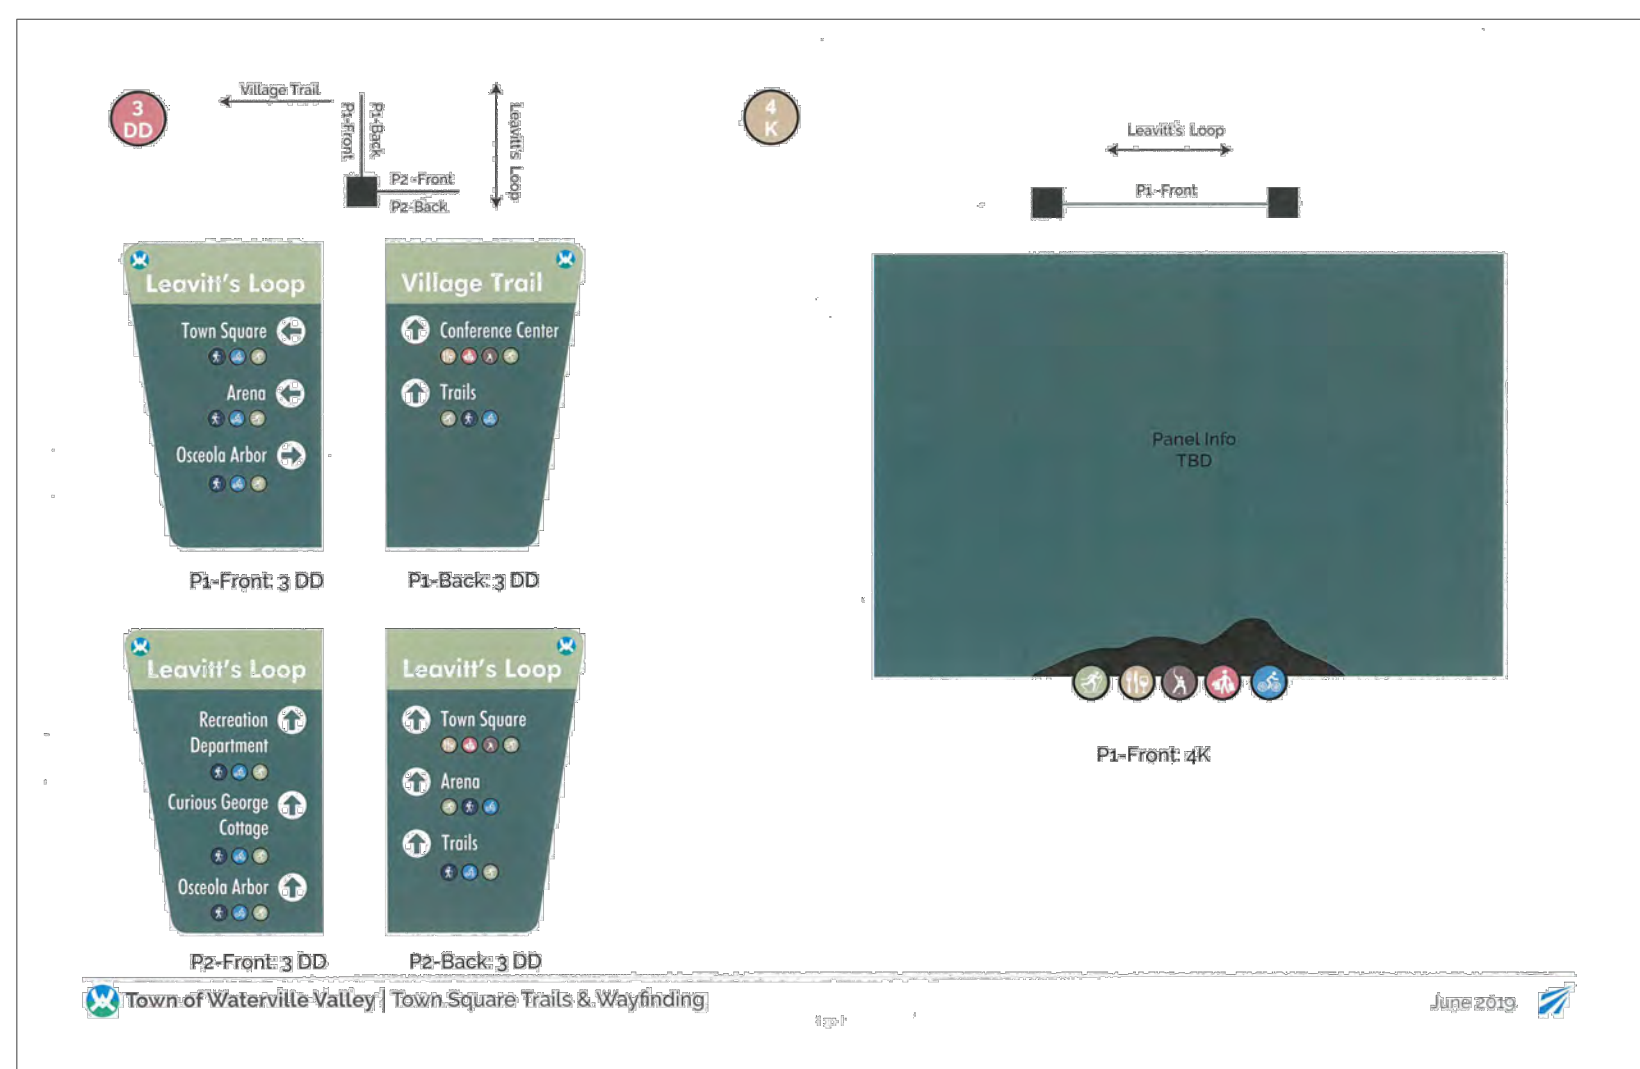 3
DD
Village Trail
P1-Front
P1-Back
P2-Front
P2-Back
Leavitt's Loop
Leavitt's Loop
Town Square
Arena
Osceola Arbor
P1-Front: 3 DD
Village Trail
Conference Center
Trails
P1-Back: 3 DD
Leavitt's Loop
Recreation
Department
Curious George
Cottage
Osceola Arbor
P2-Front: 3 DD
Leavitt's Loop
Town Square
Arena
Trails
P2-Back: 3 DD
4
K
Leavitt's Loop
P1-Front
Panel Info
TBD
P1-Front: 4K
Town of Waterville Valley | Town Square Trails & Wayfinding
June 2019